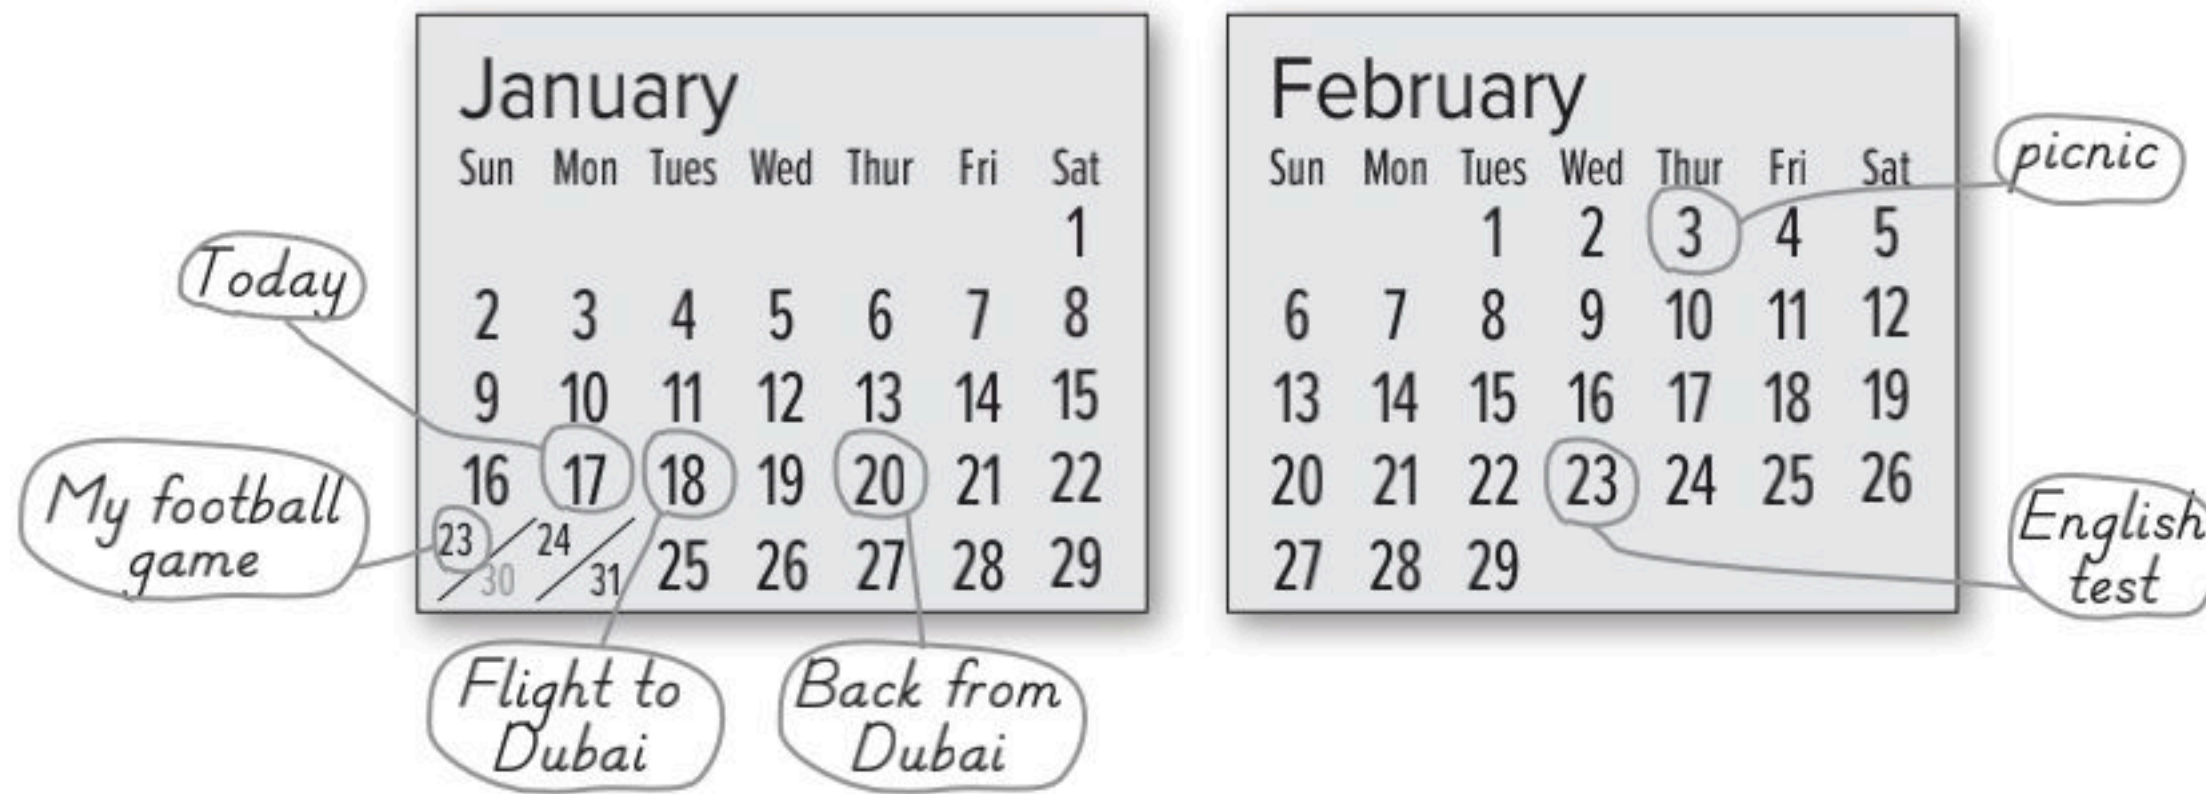 January
Sun Mon Tues Wed Thur Fri Sat
1
2 3 4 5 6 7 8
9 10 11 12 13 14 15
16 17 18 19 20 21 22
23/30 24/31 25 26 27 28 29
February
Sun Mon Tues Wed Thur Fri Sat
1 2 3 4 5
6 7 8 9 10 11 12
13 14 15 16 17 18 19
20 21 22 23 24 25 26
27 28 29
Today
My football
game
Flight to
Dubai
Back from
Dubai
picnic
English
test